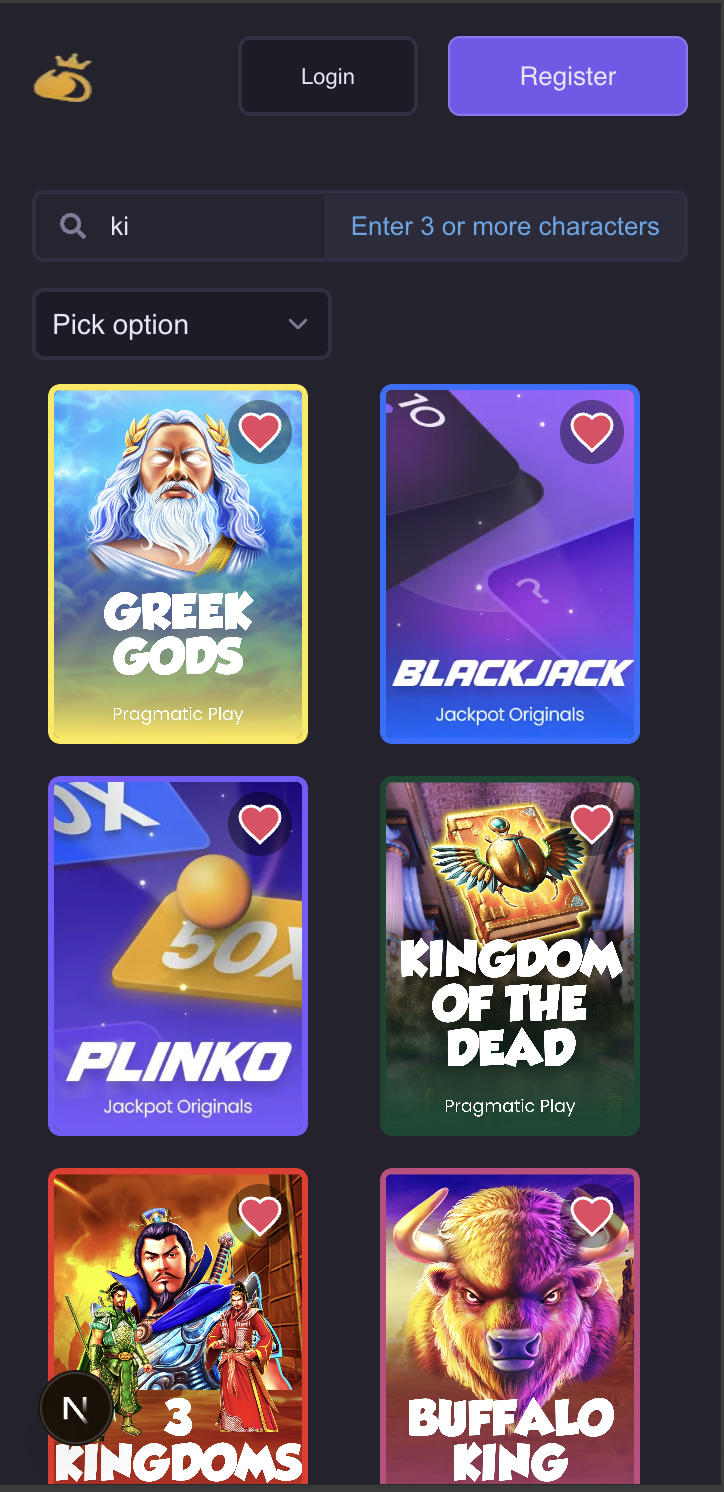 Login
Register
ki
Enter 3 or more characters
Pick option
10
GREEK
GODS
Pragmatic Play
?
BLACKJACK
Jackpot Originals
0X
50X
PLINKO
Jackpot Originals
KINGDOM
OF THE
DEAD
Pragmatic Play
3
KINGDOMS
BUFFALO
KING
N